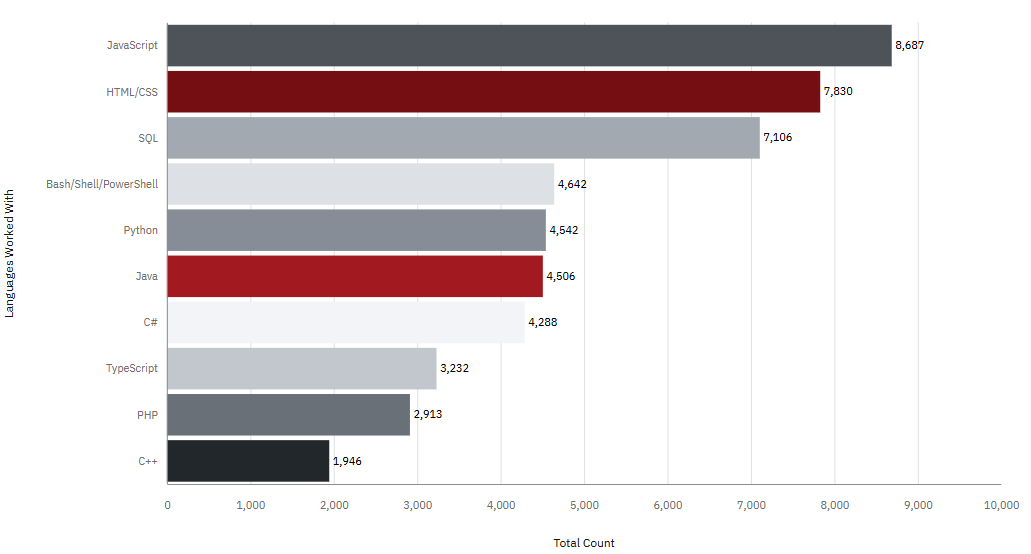 Languages Worked With
JavaScript 8,687
HTML/CSS 7,830
SQL 7,106
Bash/Shell/PowerShell 4,642
Python 4,542
Java 4,506
C# 4,288
TypeScript 3,232
PHP 2,913
C++ 1,946
0 1,000 2,000 3,000 4,000 5,000 6,000 7,000 8,000 9,000 10,000
Total Count